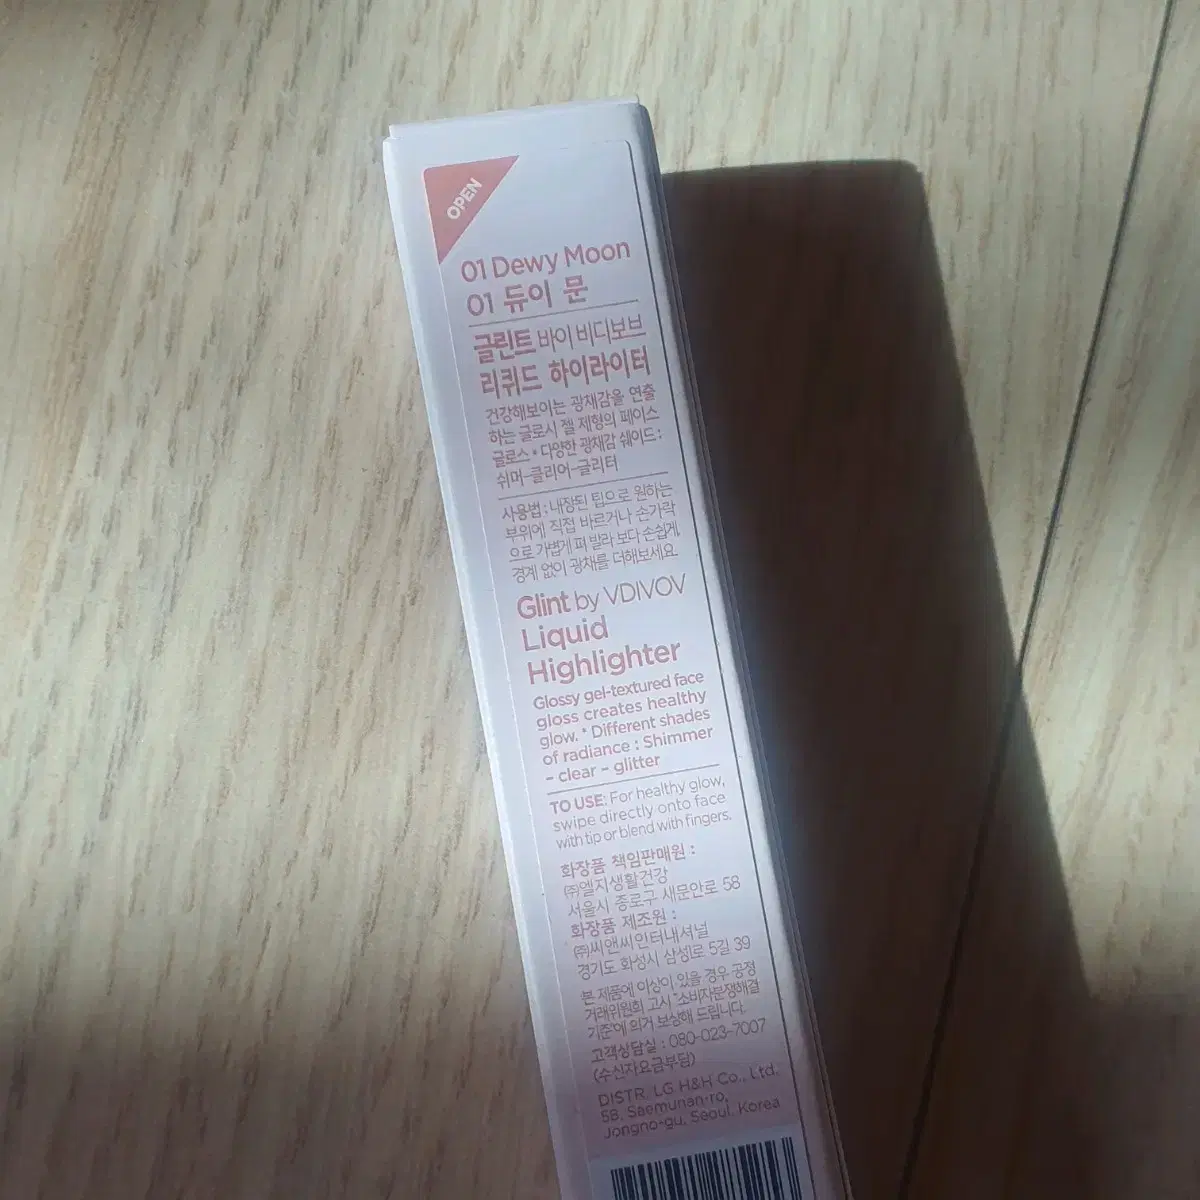 OPEN
01 Dewy Moon
01 듀이 문
글린트 바이 비디보브
리퀴드 하이라이터
건강해보이는 광채감을 연출
하는 글로시 젤 제형의 페이스
글로스 * 다양한 광채감 쉐이드 :
쉬머-클리어-글리터
사용법 : 내장된 팁으로 원하는
부위에 직접 바르거나 손가락
으로 가볍게 펴 발라 보다 손쉽게
경계 없이 광채를 더해보세요
Glint by VDIVOV
Liquid
Highlighter
Glossy gel-textured face
gloss creates healthy
glow. * Different shades
of radiance : Shimmer
- clear - glitter
TO USE: For healthy glow,
swipe directly onto face
with tip or blend with fingers.
화장품 책임판매원 :
㈜엘지생활건강
서울시 종로구 새문안로 58
화장품 제조원 :
㈜씨앤씨인터내셔널
경기도 화성시 삼성1로 5길 39
본 제품에 이상이 있을 경우 공정
거래위원회 고시 "소비자분쟁해결
기준"에 의거 보상해 드립니다.
고객상담실 : 080-023-7007
(수신자요금부담)
DISTR. LG H&H Co., Ltd.
58, Saemunan-ro,
Jongno-gu, Seoul, Korea